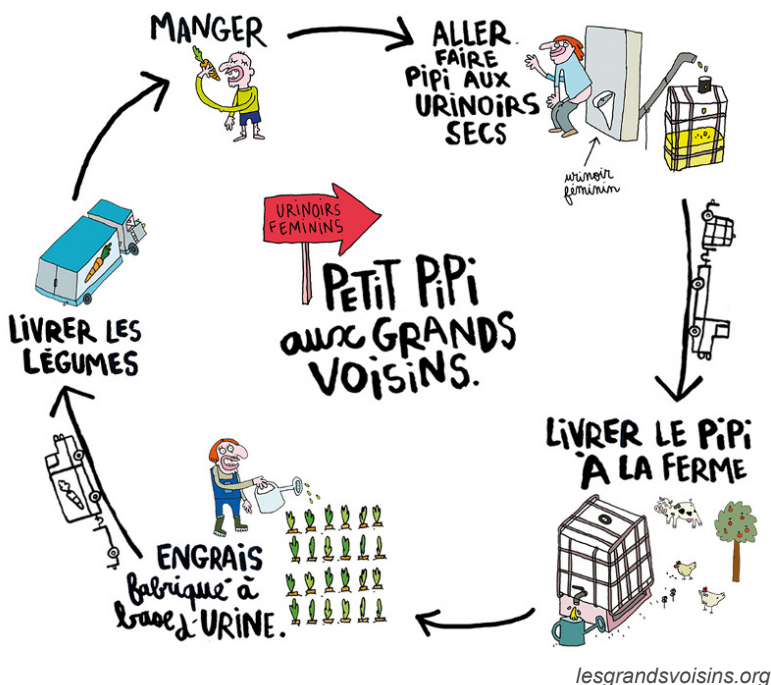 MANGER
ALLER
FAIRE
PIPI AUX
URINOIRS
SECS
urinoir
féminin
URINOIRS
FEMININS
PETIT PIPI
aux GRANDS
VOISINS.
LIVRER LES
LÉGUMES
LIVRER LE PIPI
À LA FERME
ENGRAIS
fabriqué à
base d'URINE.
lesgrandsvoisins.org